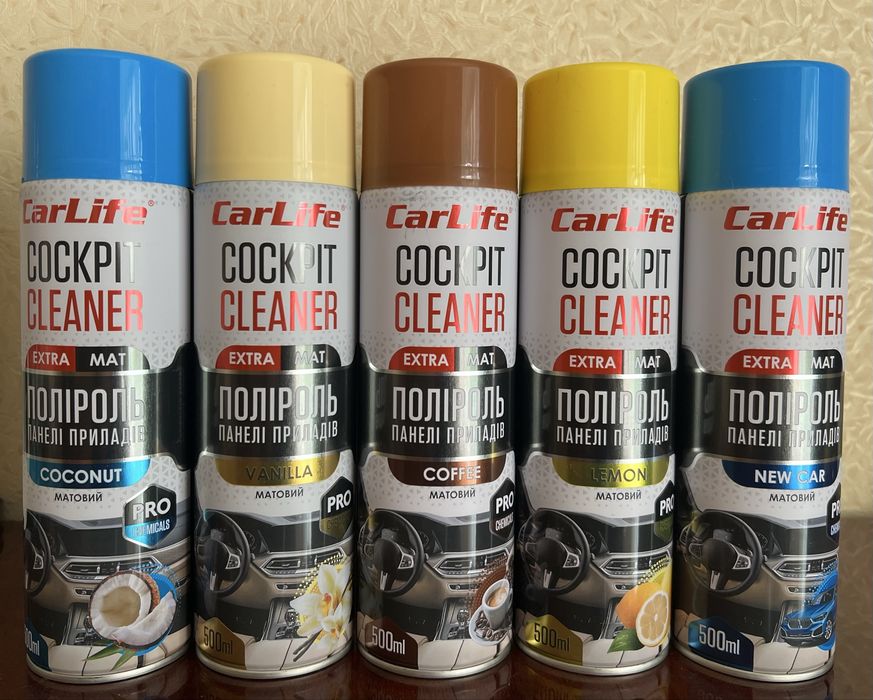 CarLife®
COCKPIT
CLEANER
EXTRA MAT
ПОЛІРОЛЬ
ПАНЕЛІ ПРИЛАДІВ
COCONUT
МАТОВИЙ
PRO
CHEMICALS
500ml
CarLife®
COCKPIT
CLEANER
EXTRA MAT
ПОЛІРОЛЬ
ПАНЕЛІ ПРИЛАДІВ
VANILLA
МАТОВИЙ
PRO
500ml
CarLife®
COCKPIT
CLEANER
EXTRA MAT
ПОЛІРОЛЬ
ПАНЕЛІ ПРИЛАДІВ
COFFEE
МАТОВИЙ
PRO
500ml
CarLife®
COCKPIT
CLEANER
EXTRA MAT
ПОЛІРОЛЬ
ПАНЕЛІ ПРИЛАДІВ
LEMON
МАТОВИЙ
PRO
500ml
CarLife
COCKPIT
CLEANER
EXTRA MAT
ПОЛІРОЛЬ
ПАНЕЛІ ПРИЛАДІВ
NEW CAR
МАТОВИЙ
500ml